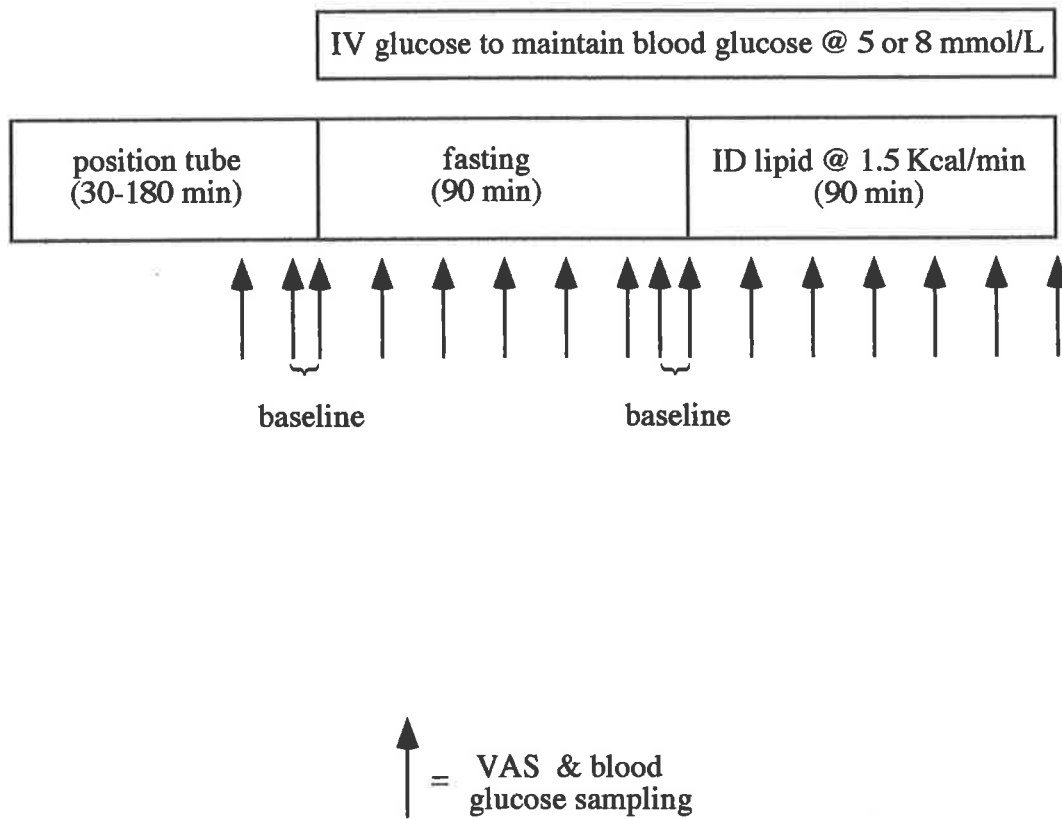 IV glucose to maintain blood glucose @ 5 or 8 mmol/L
position tube
(30-180 min)
fasting
(90 min)
ID lipid @ 1.5 Kcal/min
(90 min)
baseline
baseline
= VAS & blood
glucose sampling